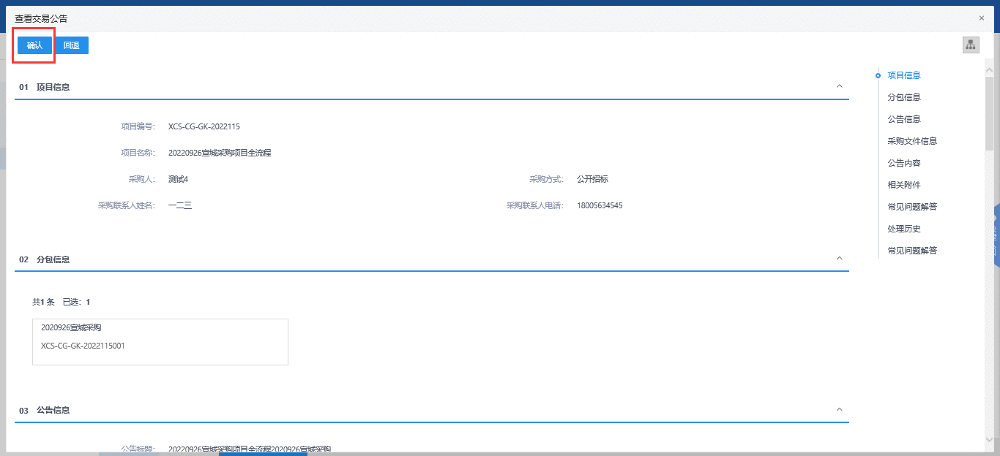 查看交易公告
×
确认 回退
01 项目信息
项目编号: XCS-CG-GK-2022115
项目名称: 20220926宣城采购项目全流程
采购人: 测试4 采购方式: 公开招标
采购联系人姓名: 一二三 采购联系人电话: 18005634545
02 分包信息
共1 条 已选: 1
2020926宣城采购
XCS-CG-GK-2022115001
03 公告信息
公告标题: 20220926宣城采购项目全流程2020926宣城采购
项目信息
分包信息
公告信息
采购文件信息
公告内容
相关附件
常见问题解答
处理历史
常见问题解答